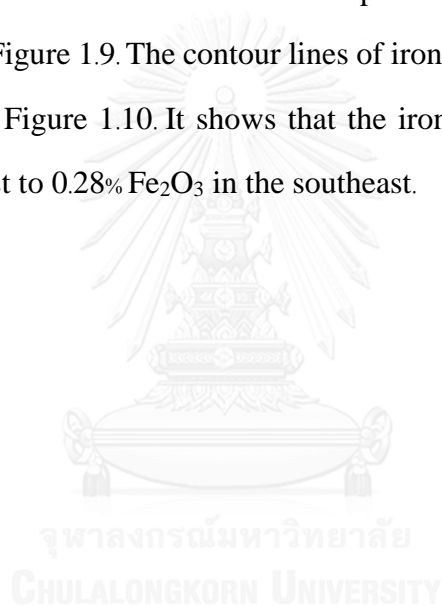 Figure 1.9. The contour lines of iron
Figure 1.10. It shows that the iron
st to 0.28% Fe₂O₃ in the southeast.
จุฬาลงกรณ์มหาวิทยาลัย
CHULALONGKORN UNIVERSITY